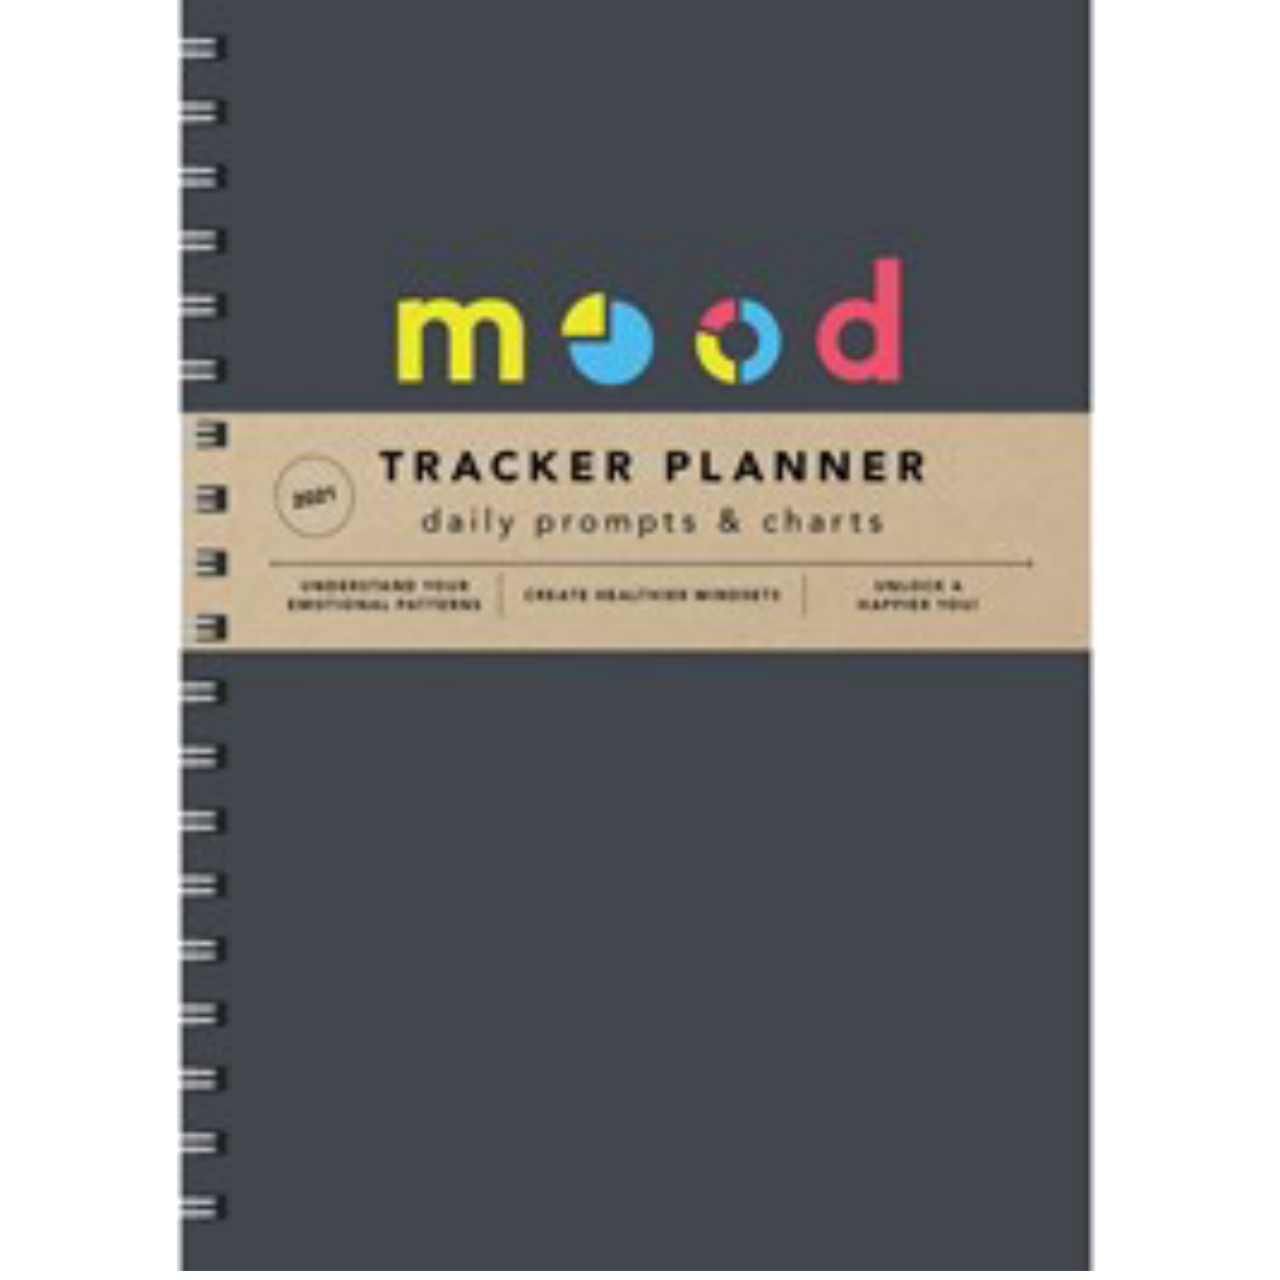 mood
TRACKER PLANNER
2021
daily prompts & charts
UNDERSTAND YOUR
EMOTIONAL PATTERNS
CREATE HEALTHIER MINDSETS
UNLOCK A
HAPPIER YOU!